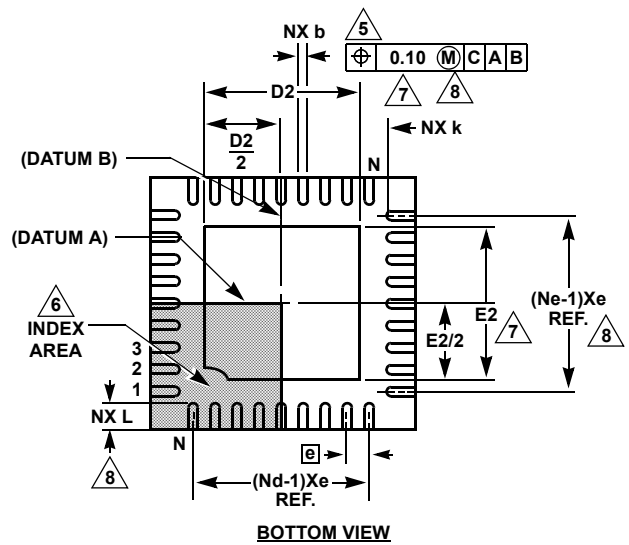 NX b
5
⌖ 0.10 Ⓜ C A B
D2
7
8
NX k
D2
2
(DATUM B)
N
(DATUM A)
6
INDEX
AREA
(Ne-1)Xe
REF.
8
E2
7
E2/2
3
2
1
NX L
8
N
e
(Nd-1)Xe
REF.
BOTTOM VIEW